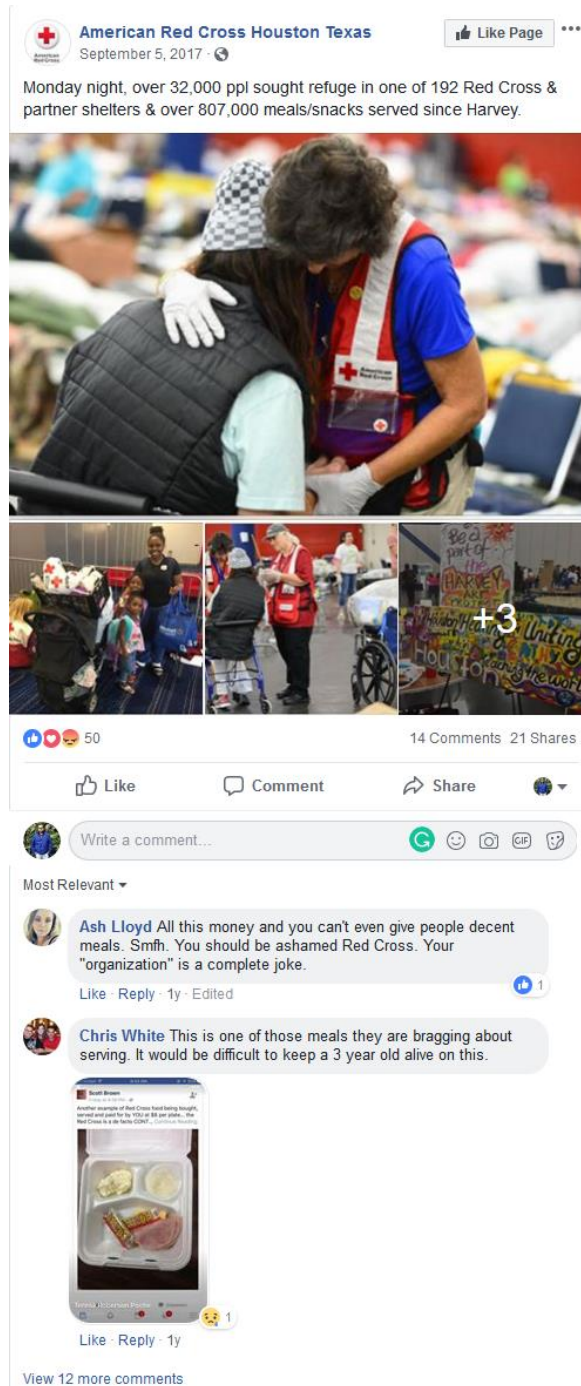 American Red Cross Houston Texas
Like Page
September 5, 2017
Monday night, over 32,000 ppl sought refuge in one of 192 Red Cross &
partner shelters & over 807,000 meals/snacks served since Harvey.
American
Red Cross
Be a
part of
the
HARVEY
ART
+3
Uniting
Houston
50
14 Comments 21 Shares
Like
Comment
Share
Write a comment...
GIF
Most Relevant
Ash Lloyd All this money and you can't even give people decent
meals. Smfh. You should be ashamed Red Cross. Your
"organization" is a complete joke.
1
Like · Reply · 1y · Edited
Chris White This is one of those meals they are bragging about
serving. It would be difficult to keep a 3 year old alive on this.
Scott Brown
Another example of Red Cross food being bought,
served and paid for by YOU at $8 per plate... the
Red Cross is a de facto CONT... Continue Reading
1
Like · Reply · 1y
View 12 more comments